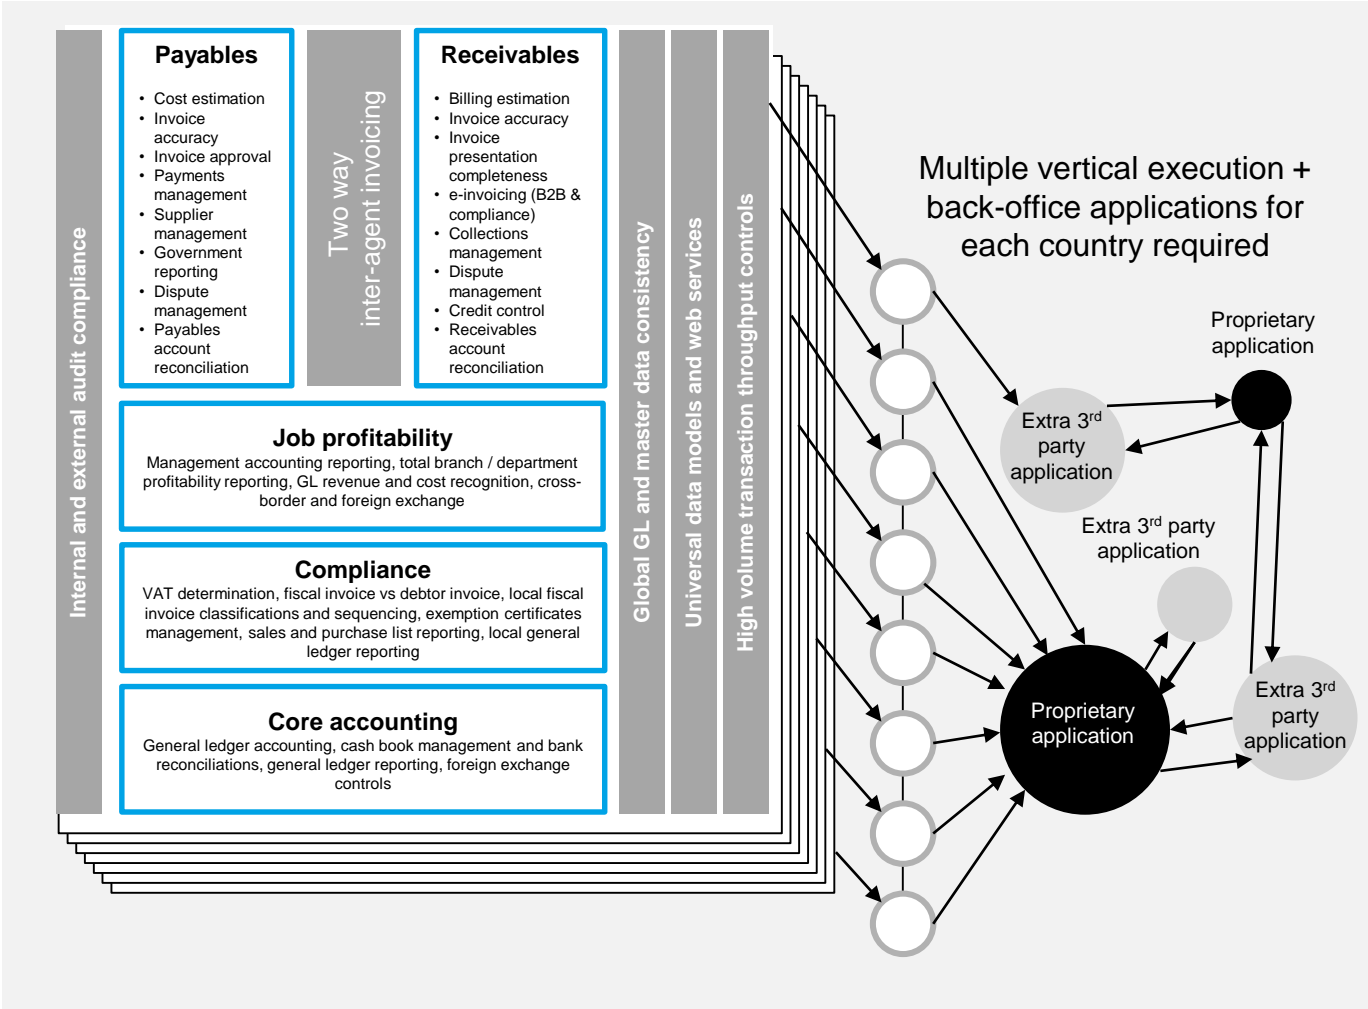 Internal and external audit compliance
Payables
• Cost estimation
• Invoice
accuracy
• Invoice approval
• Payments
management
• Supplier
management
• Government
reporting
• Dispute
management
• Payables
account
reconciliation
Two way
inter-agent invoicing
Receivables
• Billing estimation
• Invoice accuracy
• Invoice
presentation
completeness
• e-invoicing (B2B &
compliance)
• Collections
management
• Dispute
management
• Credit control
• Receivables
account
reconciliation
Job profitability
Management accounting reporting, total branch / department
profitability reporting, GL revenue and cost recognition, cross-
border and foreign exchange
Compliance
VAT determination, fiscal invoice vs debtor invoice, local fiscal
invoice classifications and sequencing, exemption certificates
management, sales and purchase list reporting, local general
ledger reporting
Core accounting
General ledger accounting, cash book management and bank
reconciliations, general ledger reporting, foreign exchange
controls
Global GL and master data consistency
Universal data models and web services
High volume transaction throughput controls
Multiple vertical execution +
back-office applications for
each country required
Proprietary
application
Extra 3rd
party
application
Extra 3rd party
application
Proprietary
application
Extra 3rd
party
application